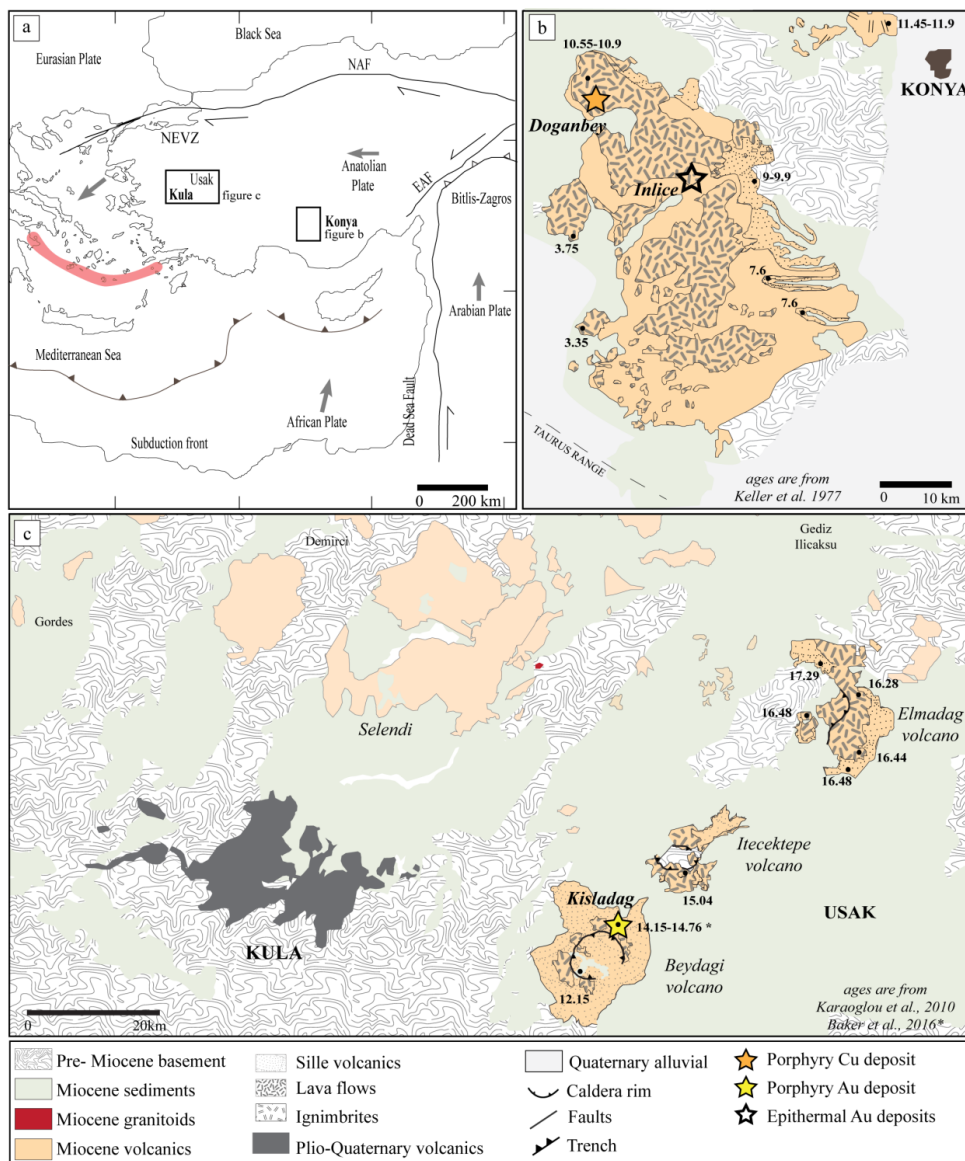 a
Black Sea
Eurasian Plate
NAF
NEVZ
Usak
Kula
figure c
Anatolian
Plate
EAF
Bitlis-Zagros
Konya
figure b
Arabian Plate
Mediterranean Sea
African Plate
Dead Sea Fault
Subduction front
200 km
b
11.45-11.9
10.55-10.9
KONYA
Doganbey
Inlice
9-9.9
3.75
7.6
7.6
3.35
TAURUS RANGE
ages are from
Keller et al. 1977
0
10 km
c
Demirci
Gediz
Ilicaksu
Gordes
17.29
16.28
16.48
Elmadag
volcano
Selendi
16.44
16.48
Itecektepe
volcano
15.04
Kisladag
USAK
14.15-14.76 *
KULA
Beydagi
volcano
12.15
ages are from
Karaoglou et al., 2010
Baker et al., 2016*
0
20km
Pre- Miocene basement
Miocene sediments
Miocene granitoids
Miocene volcanics
Sille volcanics
Lava flows
Ignimbrites
Plio-Quaternary volcanics
Quaternary alluvial
Caldera rim
Faults
Trench
Porphyry Cu deposit
Porphyry Au deposit
Epithermal Au deposits